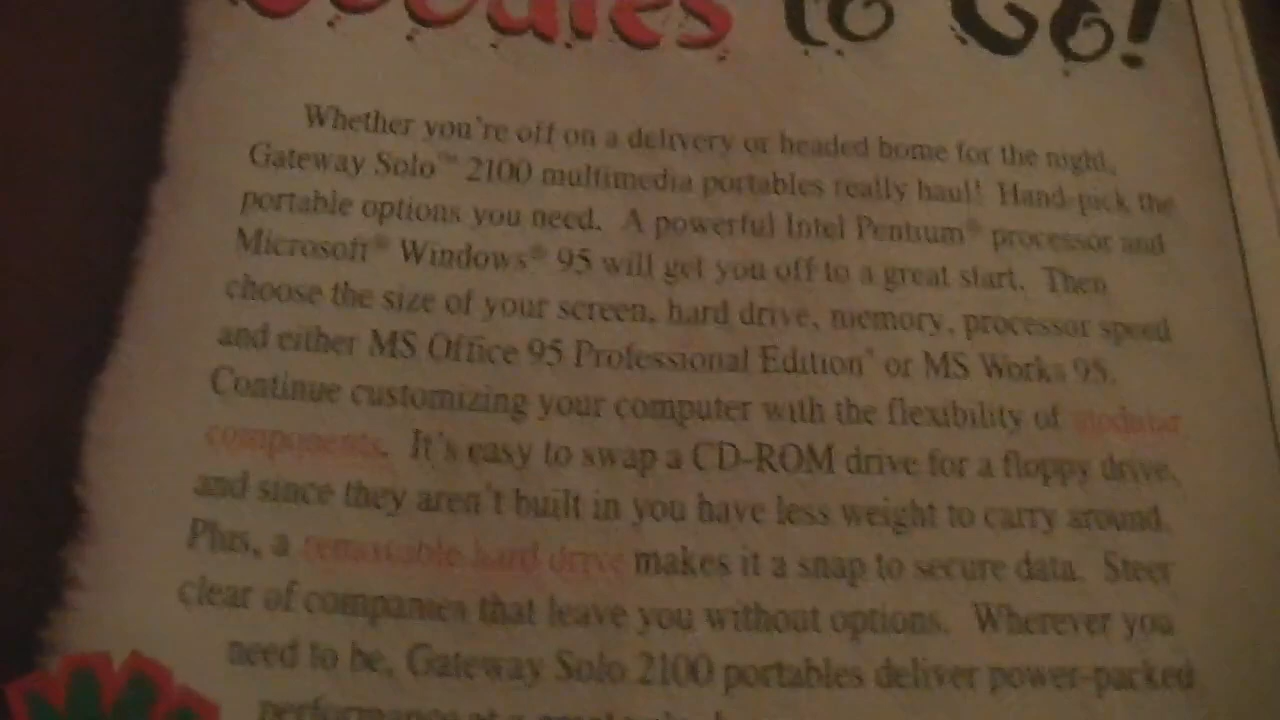 Goodies to Go!
Whether you're off on a delivery or headed home for the night,
Gateway Solo™ 2100 multimedia portables really haul! Hand-pick the
portable options you need. A powerful Intel Pentium® processor and
Microsoft® Windows® 95 will get you off to a great start. Then
choose the size of your screen, hard drive, memory, processor speed
and either MS Office 95 Professional Edition* or MS Works 95.
Continue customizing your computer with the flexibility of modular
components. It's easy to swap a CD-ROM drive for a floppy drive,
and since they aren't built in you have less weight to carry around.
Plus, a removable hard drive makes it a snap to secure data. Steer
clear of companies that leave you without options. Wherever you
need to be, Gateway Solo 2100 portables deliver power-packed
performance at a